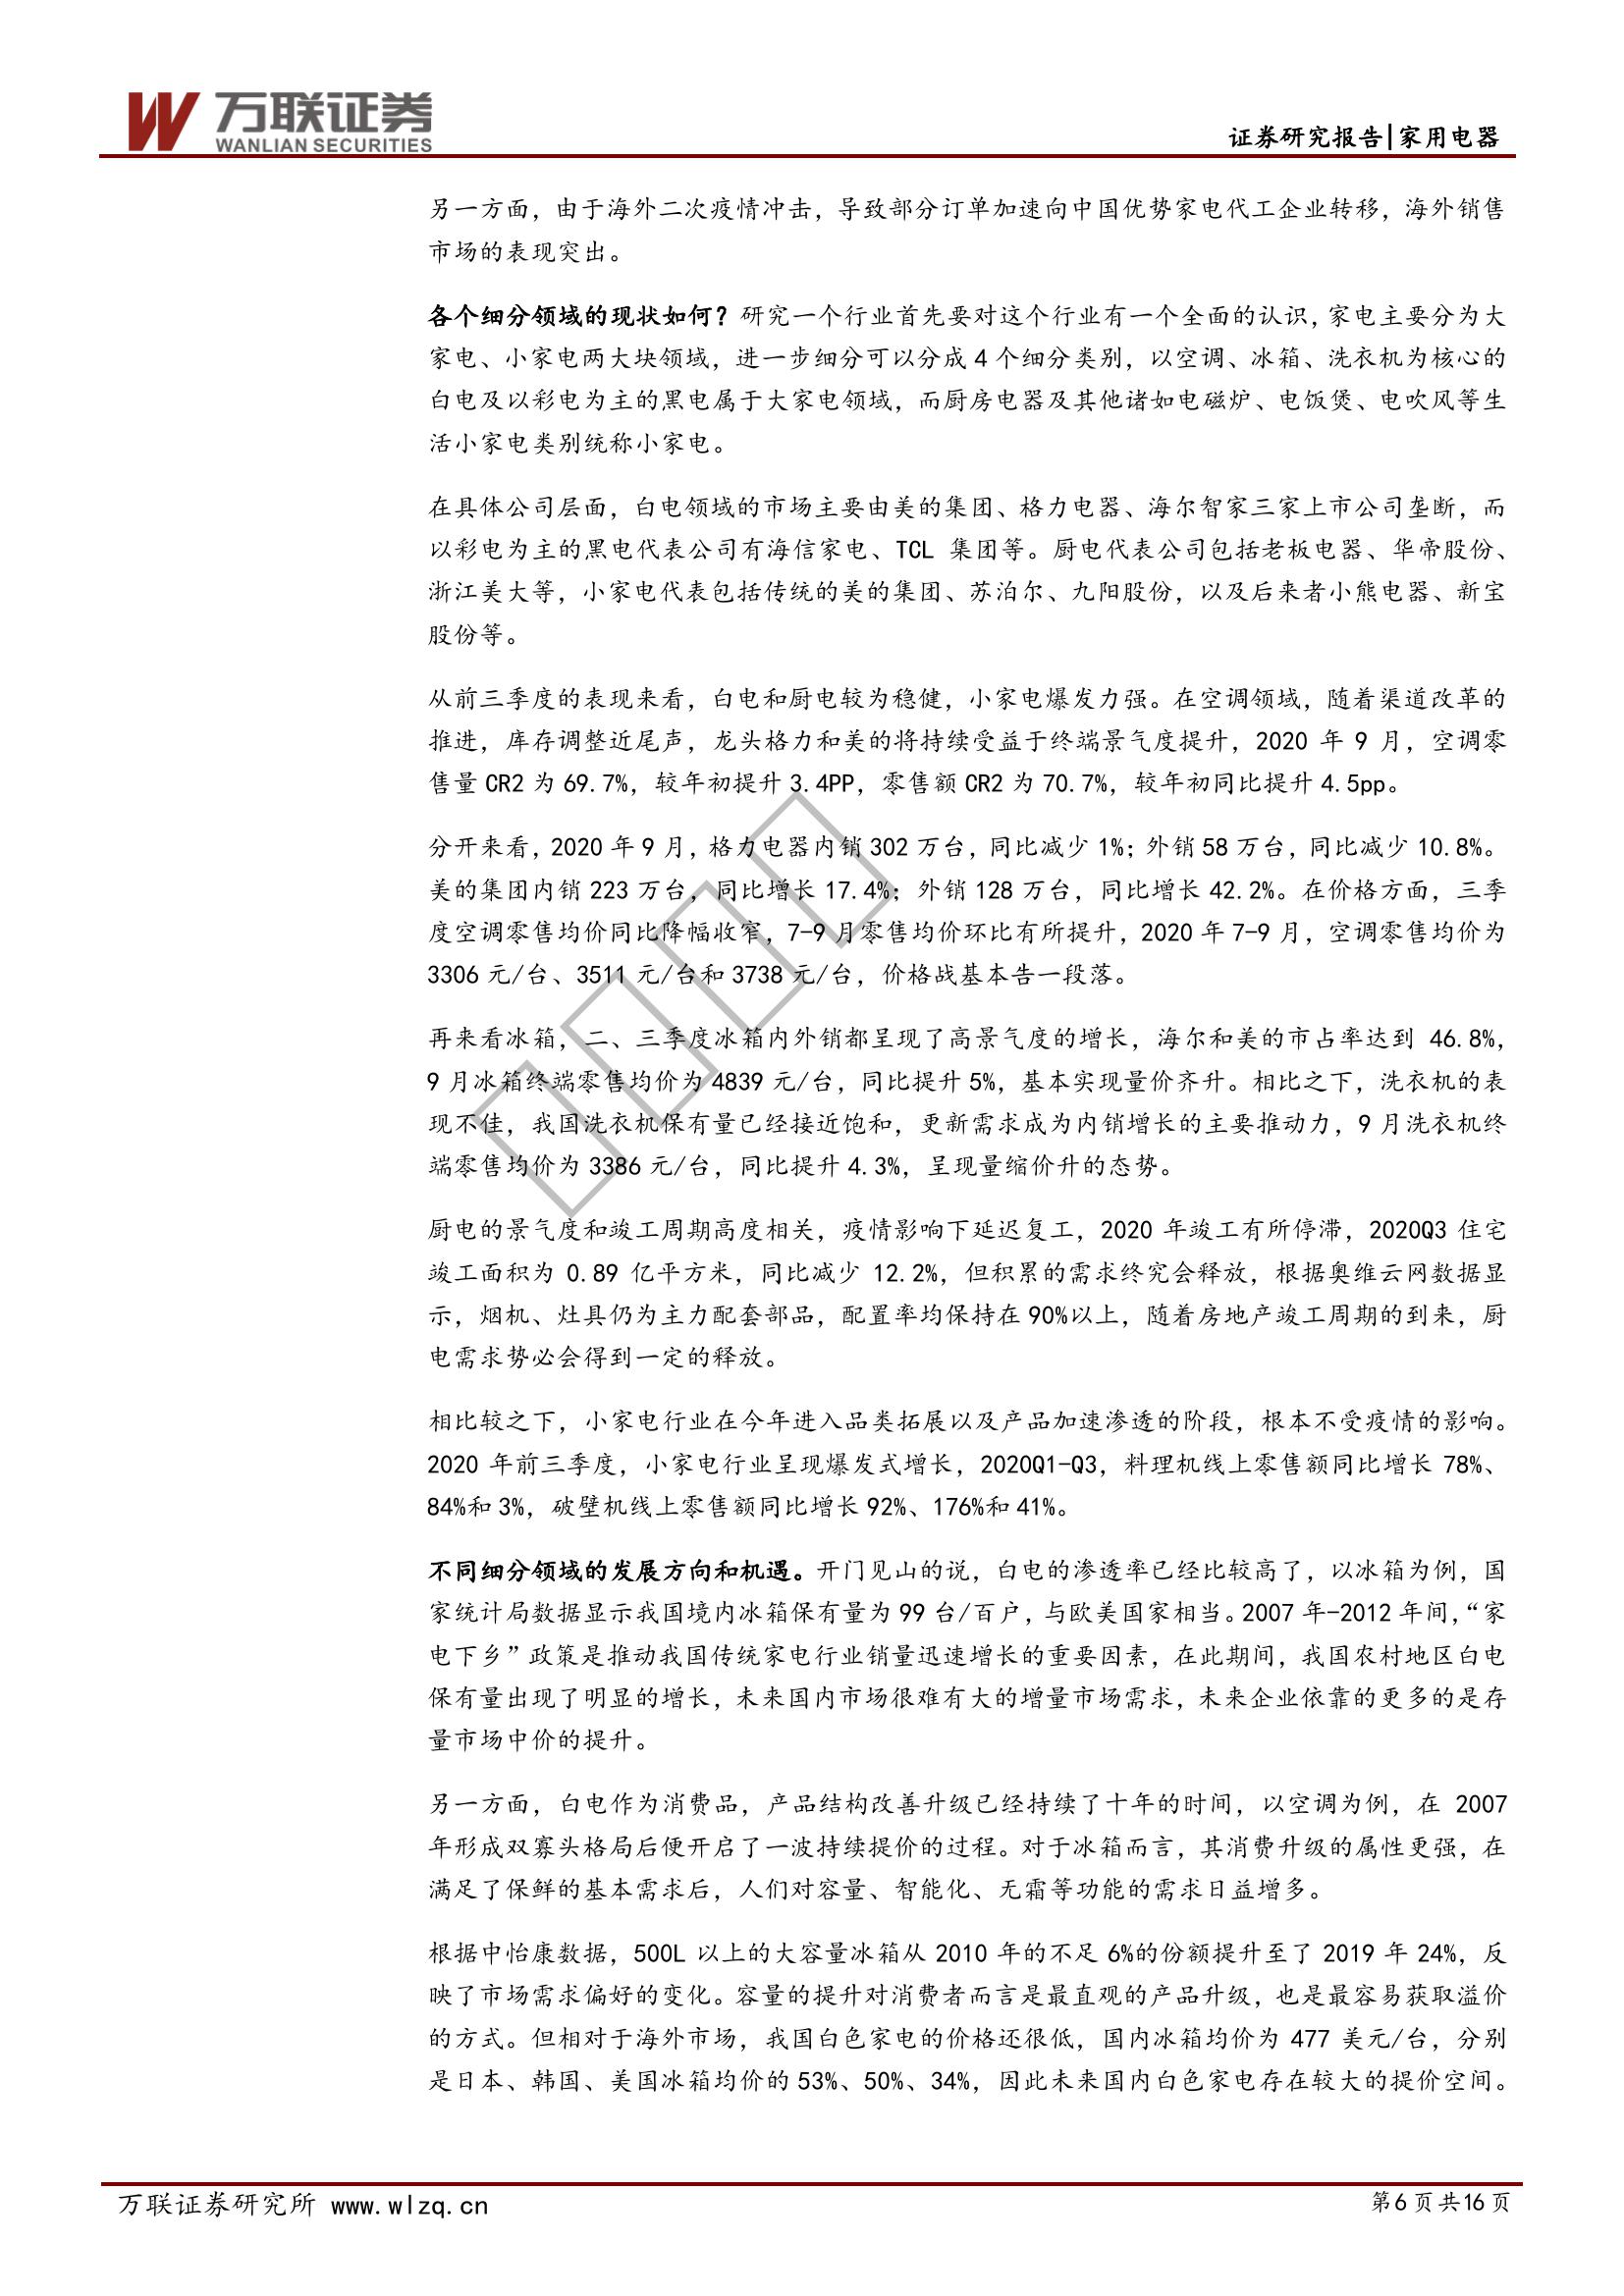 万联证券
WANLIAN SECURITIES
证券研究报告|家用电器
另一方面，由于海外二次疫情冲击，导致部分订单加速向中国优势家电代工企业转移，海外销售
市场的表现突出。
各个细分领域的现状如何？研究一个行业首先要对这个行业有一个全面的认识，家电主要分为大
家电、小家电两大块领域，进一步细分可以分成 4 个细分类别，以空调、冰箱、洗衣机为核心的
白电及以彩电为主的黑电属于大家电领域，而厨房电器及其他诸如电磁炉、电饭煲、电吹风等生
活小家电类别统称小家电。
在具体公司层面，白电领域的市场主要由美的集团、格力电器、海尔智家三家上市公司垄断，而
以彩电为主的黑电代表公司有海信家电、TCL 集团等。厨电代表公司包括老板电器、华帝股份、
浙江美大等，小家电代表包括传统的美的集团、苏泊尔、九阳股份，以及后来者小熊电器、新宝
股份等。
从前三季度的表现来看，白电和厨电较为稳健，小家电爆发力强。在空调领域，随着渠道改革的
推进，库存调整近尾声，龙头格力和美的将持续受益于终端景气度提升，2020 年 9 月，空调零
售量 CR2 为 69.7%，较年初提升 3.4PP，零售额 CR2 为 70.7%，较年初同比提升 4.5pp。
分开来看，2020 年 9 月，格力电器内销 302 万台，同比减少 1%；外销 58 万台，同比减少 10.8%。
美的集团内销 223 万台，同比增长 17.4%；外销 128 万台，同比增长 42.2%。在价格方面，三季
度空调零售均价同比降幅收窄，7-9 月零售均价环比有所提升，2020 年 7-9 月，空调零售均价为
3306 元/台、3511 元/台和 3738 元/台，价格战基本告一段落。
再来看冰箱，二、三季度冰箱内外销都呈现了高景气度的增长，海尔和美的市占率达到 46.8%，
9 月冰箱终端零售均价为 4839 元/台，同比提升 5%，基本实现量价齐升。相比之下，洗衣机的表
现不佳，我国洗衣机保有量已经接近饱和，更新需求成为内销增长的主要推动力，9 月洗衣机终
端零售均价为 3386 元/台，同比提升 4.3%，呈现量缩价升的态势。
厨电的景气度和竣工周期高度相关，疫情影响下延迟复工，2020 年竣工有所停滞，2020Q3 住宅
竣工面积为 0.89 亿平方米，同比减少 12.2%，但积累的需求终究会释放，根据奥维云网数据显
示，烟机、灶具仍为主力配套部品，配置率均保持在 90%以上，随着房地产竣工周期的到来，厨
电需求势必会得到一定的释放。
相比较之下，小家电行业在今年进入品类拓展以及产品加速渗透的阶段，根本不受疫情的影响。
2020 年前三季度，小家电行业呈现爆发式增长，2020Q1-Q3，料理机线上零售额同比增长 78%、
84%和 3%，破壁机线上零售额同比增长 92%、176%和 41%。
不同细分领域的发展方向和机遇。开门见山的说，白电的渗透率已经比较高了，以冰箱为例，国
家统计局数据显示我国境内冰箱保有量为 99 台/百户，与欧美国家相当。2007 年-2012 年间，“家
电下乡”政策是推动我国传统家电行业销量迅速增长的重要因素，在此期间，我国农村地区白电
保有量出现了明显的增长，未来国内市场很难有大的增量市场需求，未来企业依靠的更多的是存
量市场中价的提升。
另一方面，白电作为消费品，产品结构改善升级已经持续了十年的时间，以空调为例，在 2007
年形成双寡头格局后便开启了一波持续提价的过程。对于冰箱而言，其消费升级的属性更强，在
满足了保鲜的基本需求后，人们对容量、智能化、无霜等功能的需求日益增多。
根据中怡康数据，500L 以上的大容量冰箱从 2010 年的不足 6%的份额提升至了 2019 年 24%，反
映了市场需求偏好的变化。容量的提升对消费者而言是最直观的产品升级，也是最容易获取溢价
的方式。但相对于海外市场，我国白色家电的价格还很低，国内冰箱均价为 477 美元/台，分别
是日本、韩国、美国冰箱均价的 53%、50%、34%，因此未来国内白色家电存在较大的提价空间。
万联证券研究所 www.wlzq.cn
第 6 页 共 16 页